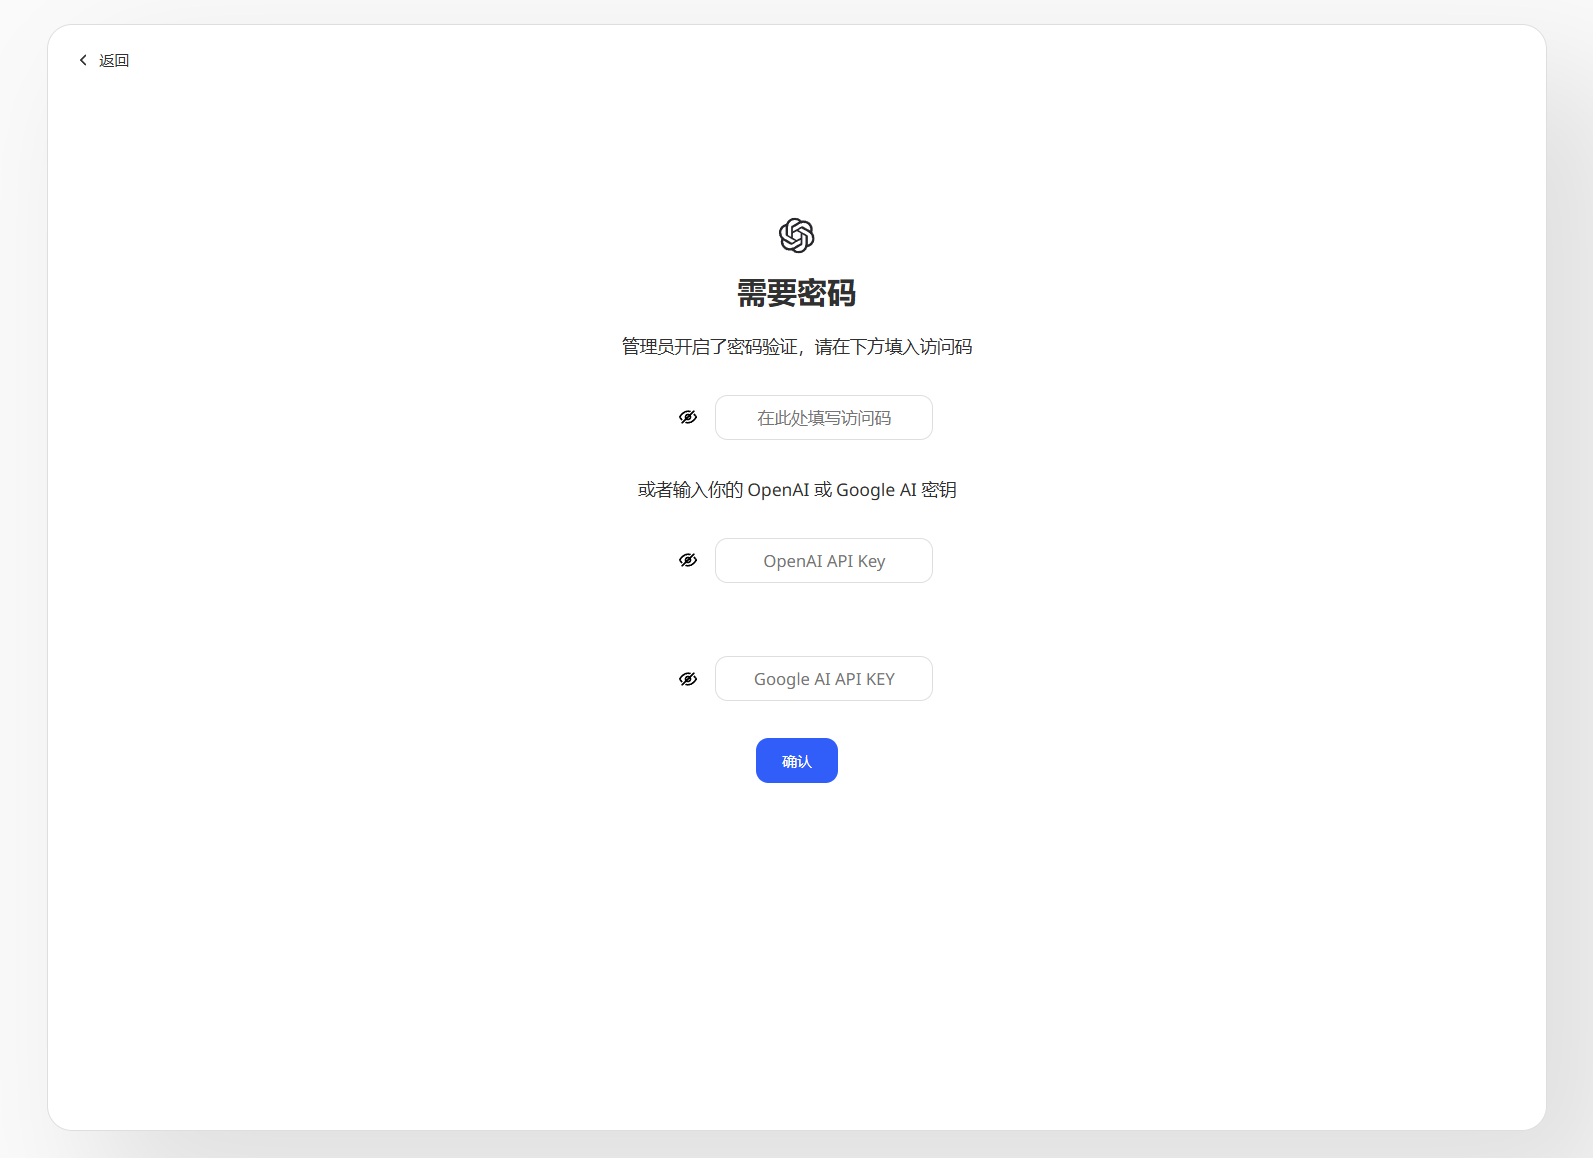 返回
需要密码
管理员开启了密码验证，请在下方填入访问码
在此处填写访问码
或者输入你的 OpenAI 或 Google AI 密钥
OpenAI API Key
Google AI API KEY
确认